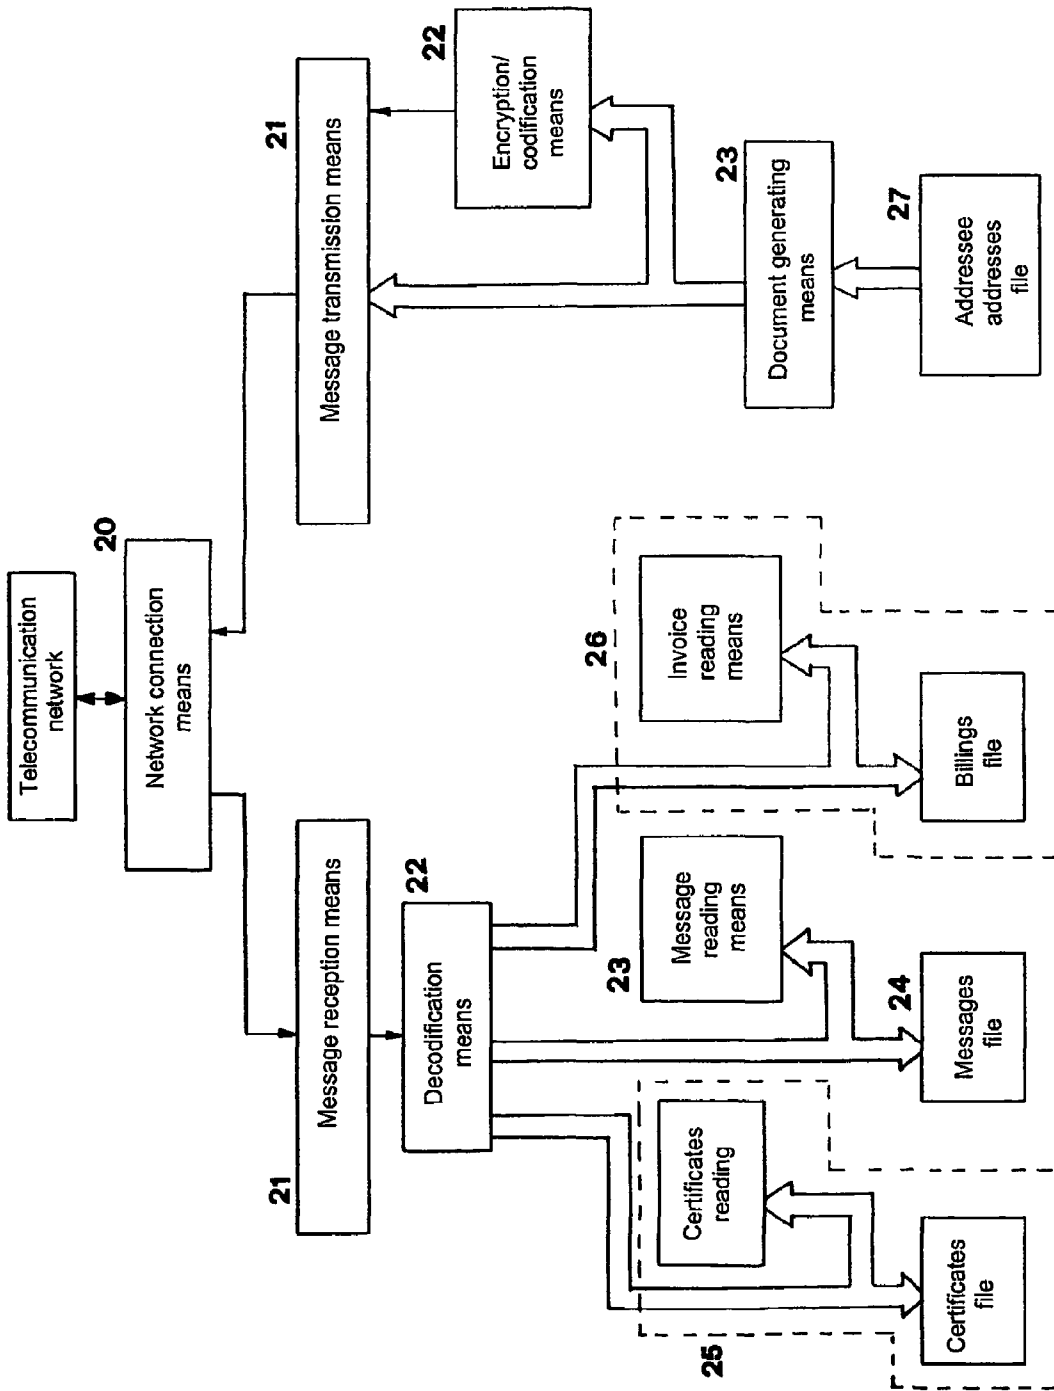 Telecommunication
network
20
Network connection
means
21
Message reception means
21
Message transmission means
22
Decodification
means
22
Encryption/
codification
means
25
Certificates
reading
Certificates
file
23
Message
reading
means
24
Messages
file
26
Invoice
reading
means
Billings
file
23
Document generating
means
27
Addressee
addresses
file